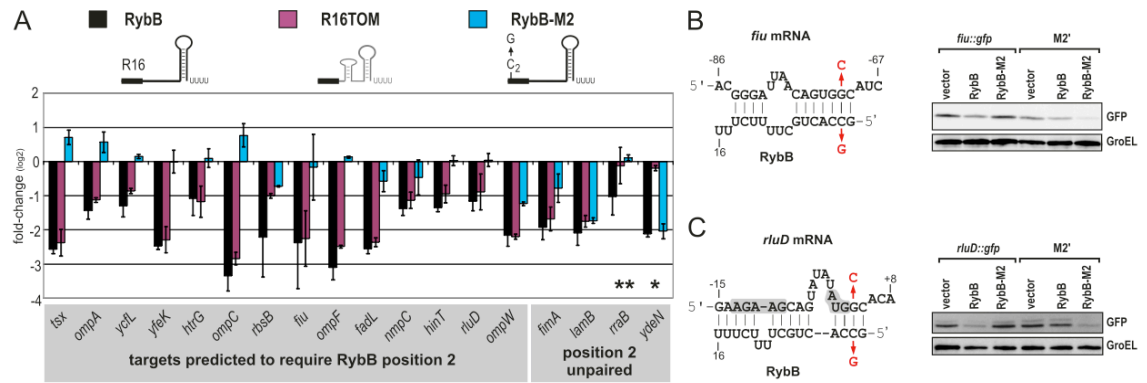 A
RybB
R16TOM
RybB-M2
R16
UUUU
UUUU
G
C2
UUUU
fold-change (log2)
2
1
0
-1
-2
-3
-4
** *
tsx ompA yctL yfeK htrG ompC rbsB fiu ompF fadL nmpC hinT rluD ompW fimA lamB rraB ydeN
targets predicted to require RybB position 2
position 2 unpaired
B
fiu mRNA
-86
-67
C
5'-AC GGGA U UA ACAGUGGC AUC
UU UUCUU CUUU GUCACCG-5'
16
G
RybB
fiu::gfp M2'
vector RybB RybB-M2 vector RybB RybB-M2
GFP
GroEL
C
rluD mRNA
-15
+8
C
5'-GAAGA-AGCAG U A UA U A UGGC ACA
UUUCUU UU UCGUC--ACCG-5'
16
G
RybB
rluD::gfp M2'
vector RybB RybB-M2 vector RybB RybB-M2
GFP
GroEL